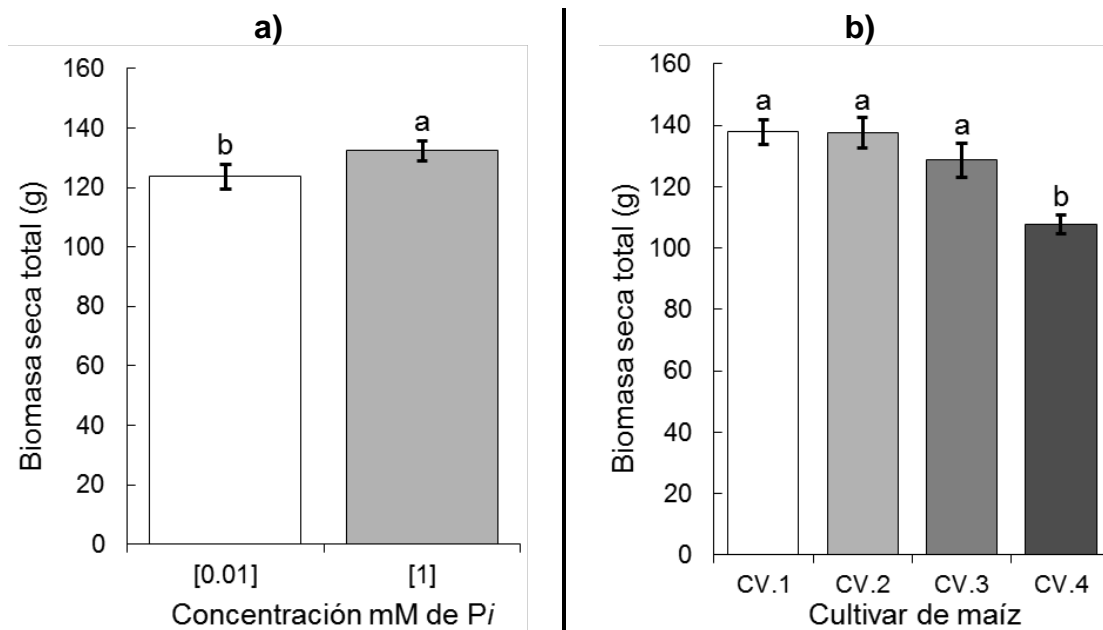 a)
Biomasa seca total (g)
160
140
120
100
80
60
40
20
0
b
a
[0.01]
[1]
Concentración mM de Pi
b)
Biomasa seca total (g)
160
140
120
100
80
60
40
20
0
a
a
a
b
CV.1
CV.2
CV.3
CV.4
Cultivar de maíz